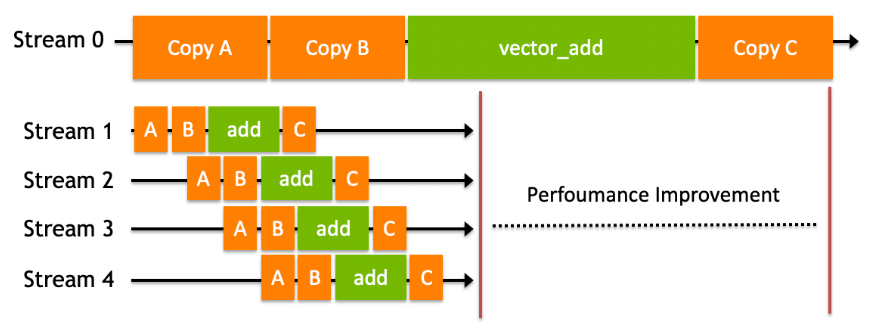 Stream 0 Copy A Copy B vector_add Copy C
Stream 1 A B add C
Stream 2 A B add C
Perfoumance Improvement
Stream 3 A B add C
Stream 4 A B add C